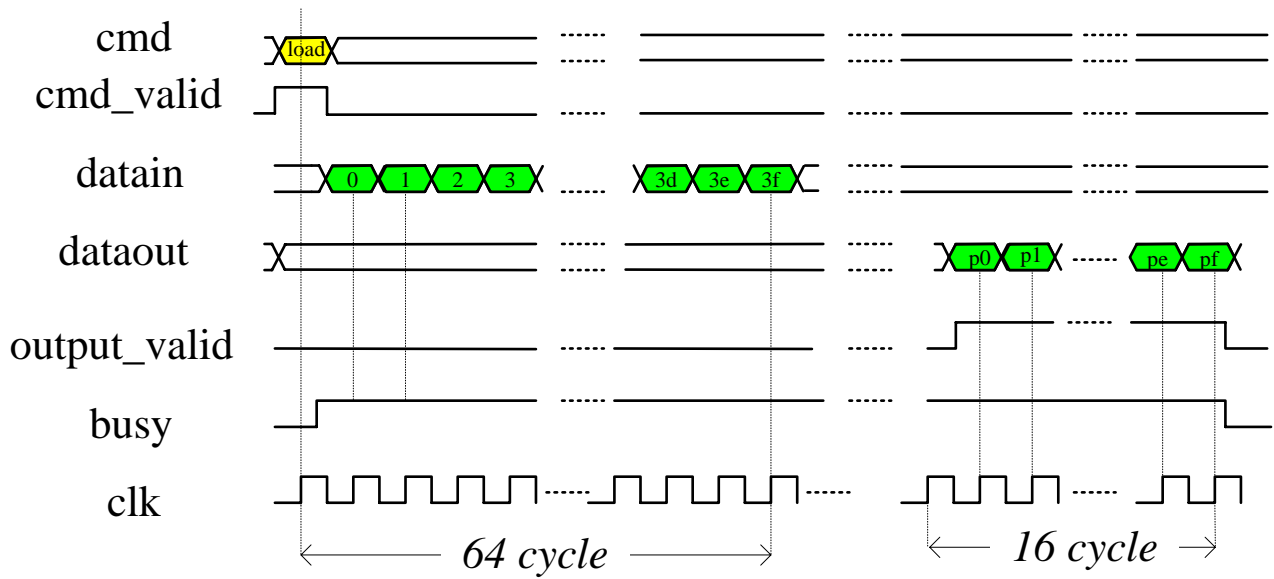 cmd
load
cmd_valid
datain
0 1 2 3 3d 3e 3f
dataout
p0 p1 pe pf
output_valid
busy
clk
64 cycle
16 cycle